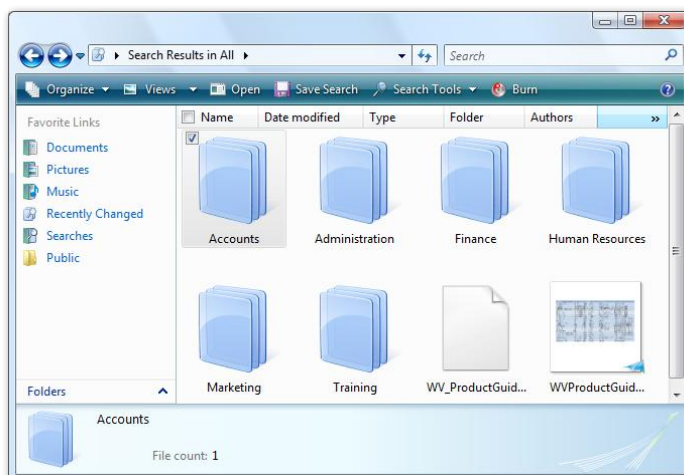 Search Results in All
Search
Organize Views Open Save Search Search Tools Burn
Favorite Links
Documents
Pictures
Music
Recently Changed
Searches
Public
Folders
Name Date modified Type Folder Authors »
Accounts Administration Finance Human Resources
Marketing Training WV_ProductGuid... WVProductGuid...
Accounts
File count: 1